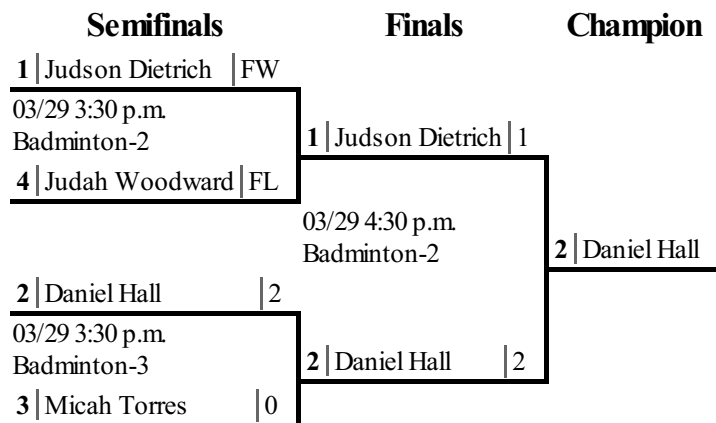 Semifinals Finals Champion
1 Judson Dietrich FW
03/29 3:30 p.m.
Badminton-2
4 Judah Woodward FL
1 Judson Dietrich 1
03/29 4:30 p.m.
Badminton-2
2 Daniel Hall
2 Daniel Hall 2
03/29 3:30 p.m.
Badminton-3
3 Micah Torres 0
2 Daniel Hall 2